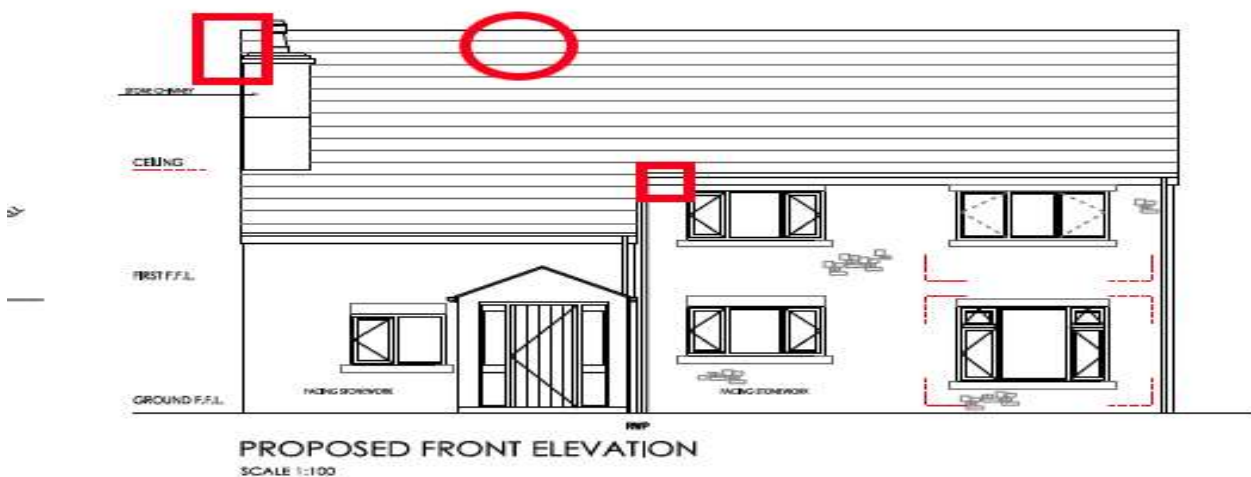 STONE CHIMNEY
CEILING
FIRST F.F.L.
FACING STONEWORK
FACING STONEWORK
GROUND F.F.L.
RWP
PROPOSED FRONT ELEVATION
SCALE 1:100